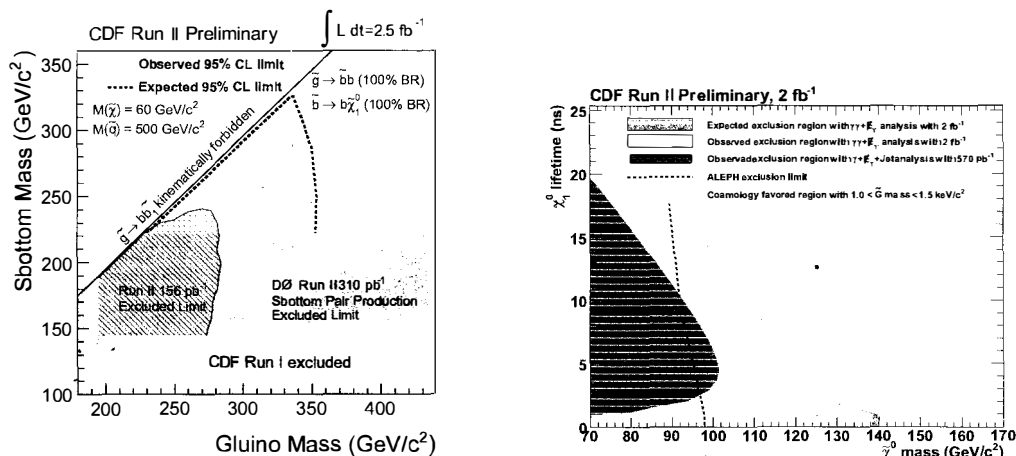 CDF Run II Preliminary
∫ L dt=2.5 fb⁻¹
Observed 95% CL limit
Expected 95% CL limit
M(χ̃) = 60 GeV/c²
M(q̃) = 500 GeV/c²
g̃→ b̃b (100% BR)
b̃→ bχ̃₁⁰ (100% BR)
g̃→ bb̃₁ kinematically forbidden
Run II 156 pb⁻¹
Excluded Limit
DØ Run II 310 pb⁻¹
Sbottom Pair Production
Excluded Limit
CDF Run I excluded
Sbottom Mass (GeV/c²)
350
300
250
200
150
100
200 250 300 350 400
Gluino Mass (GeV/c²)
CDF Run II Preliminary, 2 fb⁻¹
Expected exclusion region with γγ+E̸_T analysis with 2 fb⁻¹
Observed exclusion region with γγ+E̸_T analysis with 2 fb⁻¹
Observed exclusion region with γ+E̸_T+Jet analysis with 570 pb⁻¹
ALEPH exclusion limit
Cosmology favored region with 1.0 < G̃ mass < 1.5 keV/c²
χ̃₁⁰ lifetime (ns)
25
20
15
10
5
0
70 80 90 100 110 120 130 140 150 160 170
χ̃⁰ mass (GeV/c²)